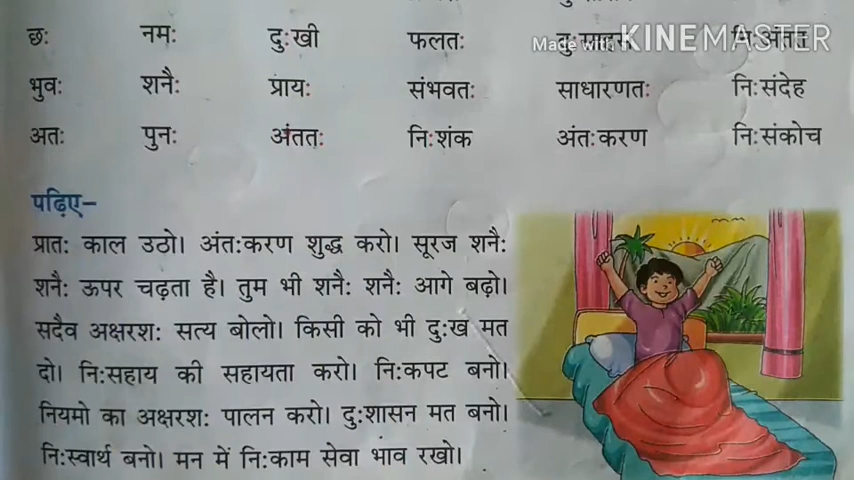 छः नमः दुःखी फलतः दुःसाहस निःअंतत
भुवः शनैः प्रायः संभवतः साधारणतः निःसंदेह
अतः पुनः अंततः निःशंक अंतःकरण निःसंकोच
Made with KINEMASTER
पढ़िए–
प्रातः काल उठो। अंतःकरण शुद्ध करो। सूरज शनैः
शनैः ऊपर चढ़ता है। तुम भी शनैः शनैः आगे बढ़ो।
सदैव अक्षरशः सत्य बोलो। किसी को भी दुःख मत
दो। निःसहाय की सहायता करो। निःकपट बनो।
नियमो का अक्षरशः पालन करो। दुःशासन मत बनो।
निःस्वार्थ बनो। मन में निःकाम सेवा भाव रखो।